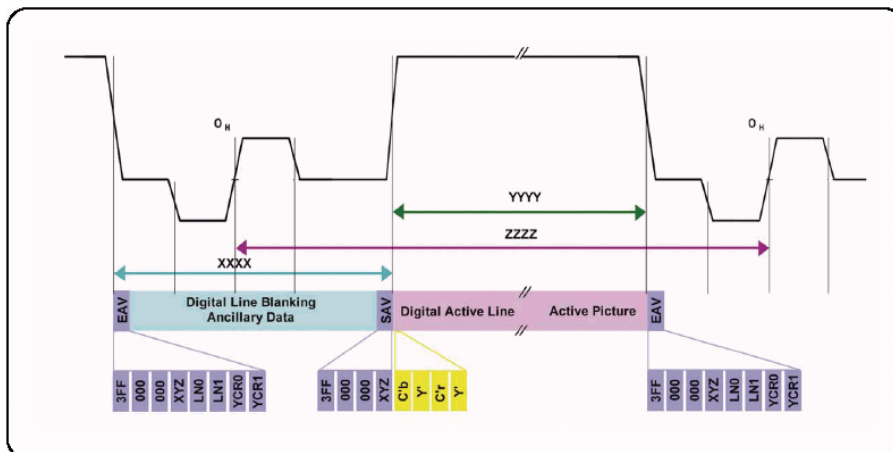 O H
O H
YYYY
ZZZZ
XXXX
EAV
Digital Line Blanking
Ancillary Data
SAV
Digital Active Line
Active Picture
EAV
3FF 000 000 XYZ LN0 LN1 YCR0 YCR1
3FF 000 000 XYZ C'b Y' C'r Y'
3FF 000 000 XYZ LN0 LN1 YCR0 YCR1